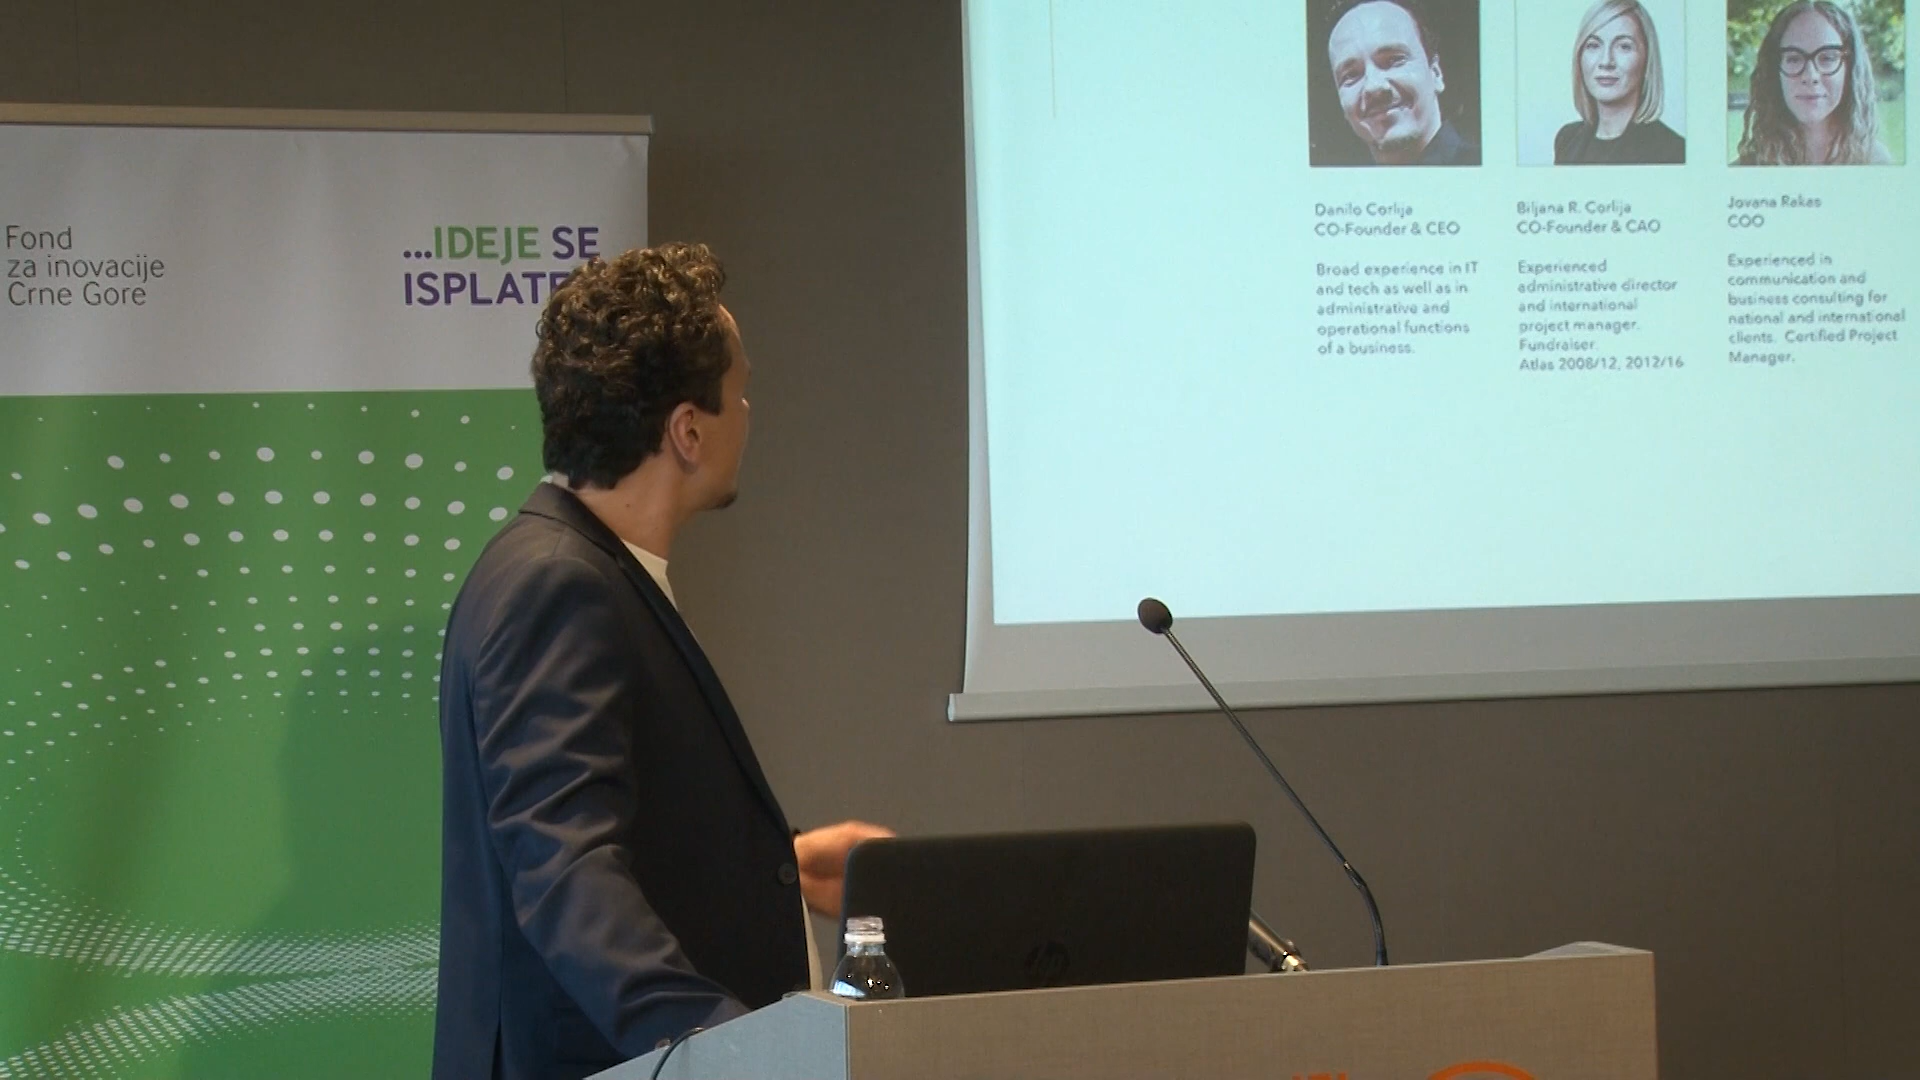 Fond
za inovacije
Crne Gore
...IDEJE SE
ISPLATE
Danilo Corlija
CO-Founder & CEO
Broad experience in IT
and tech as well as in
administrative and
operational functions
of a business.
Biljana R. Corlija
CO-Founder & CAO
Experienced
administrative director
and international
project manager.
Fundraiser.
Atlas 2008/12, 2012/16
Jovana Rakas
COO
Experienced in
communication and
business consulting for
national and international
clients. Certified Project
Manager.
hp